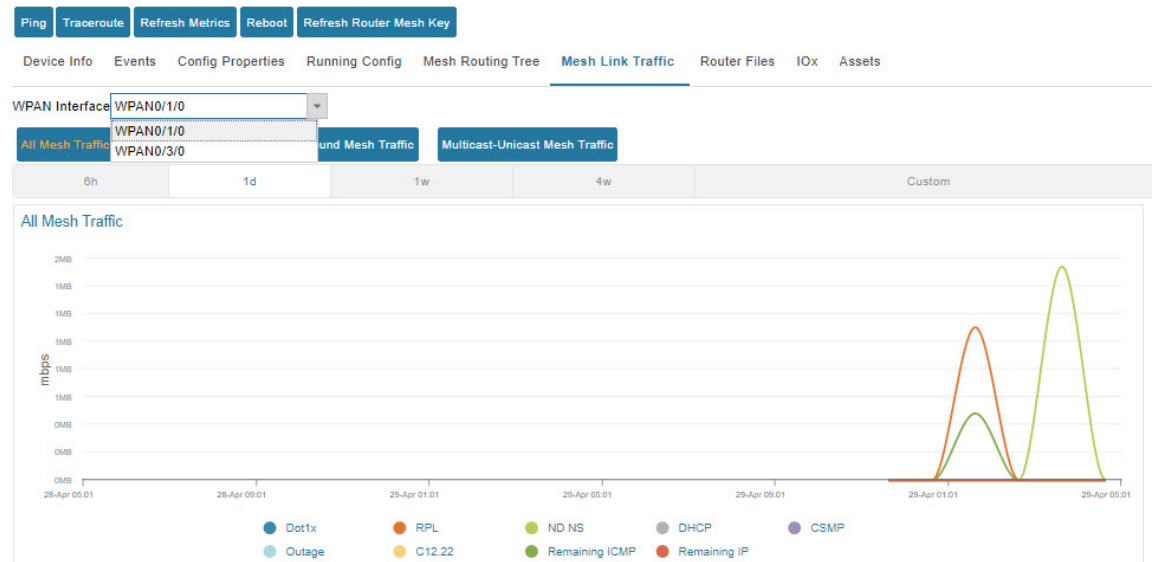 Ping Traceroute Refresh Metrics Reboot Refresh Router Mesh Key
Device Info Events Config Properties Running Config Mesh Routing Tree Mesh Link Traffic Router Files IOx Assets
WPAN Interface WPAN0/1/0
WPAN0/1/0
WPAN0/3/0
All Mesh Traffic und Mesh Traffic Multicast-Unicast Mesh Traffic
6h 1d 1w 4w Custom
All Mesh Traffic
2MB
1MB
1MB
1MB
1MB
1MB
0MB
0MB
0MB
mbps
28-Apr 05:01 28-Apr 09:01 29-Apr 01:01 29-Apr 05:01 29-Apr 09:01 29-Apr 01:01 29-Apr 05:01
Dot1x RPL ND NS DHCP CSMP
Outage C12.22 Remaining ICMP Remaining IP